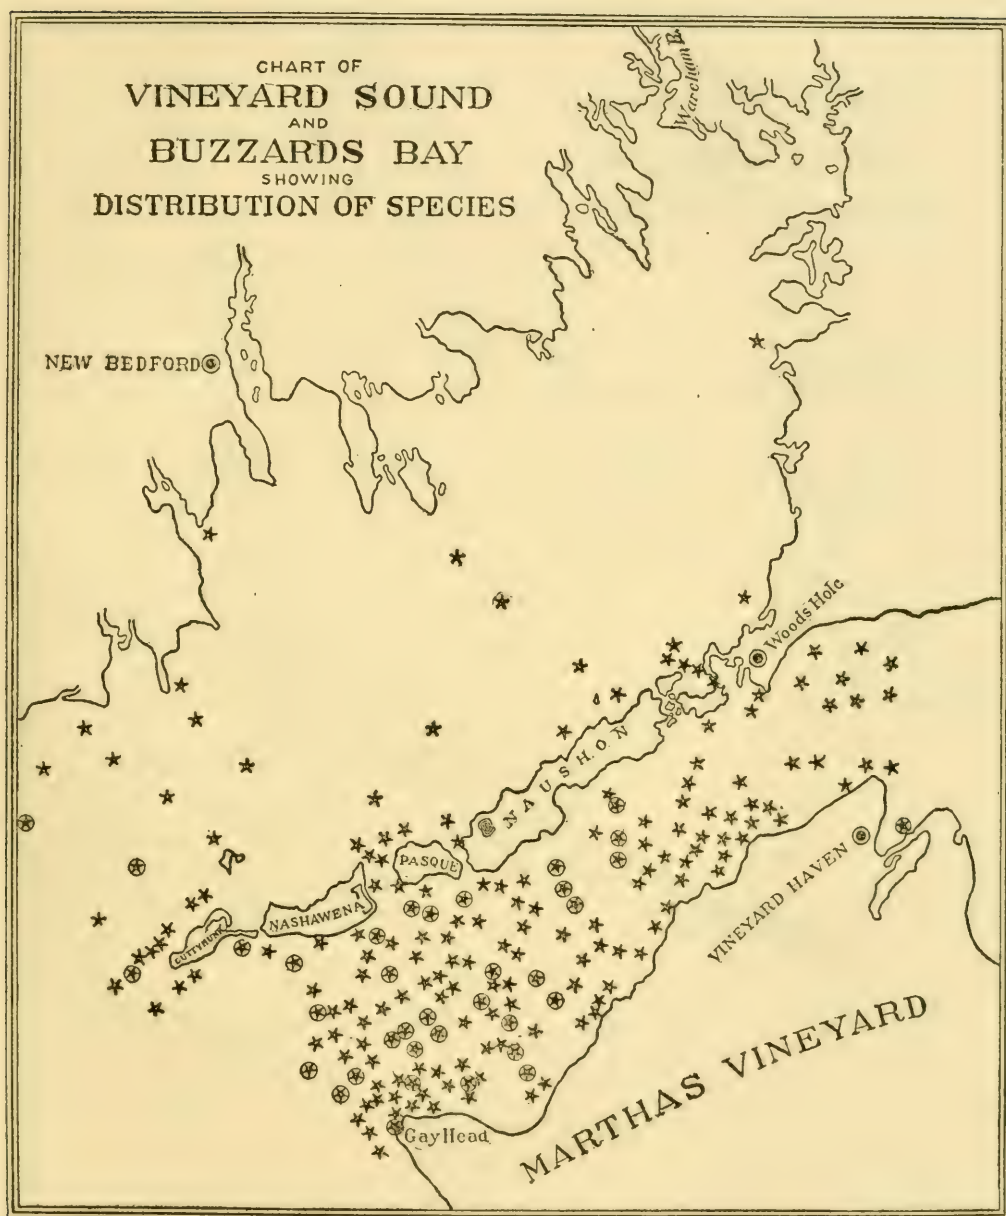 CHART OF
VINEYARD SOUND
AND
BUZZARDS BAY
SHOWING
DISTRIBUTION OF SPECIES
Wareham R.
NEW BEDFORD
Woods Hole
NAUSHON
PASQUE
NASHAWENA
CUTTYHUNK
VINEYARD HAVEN
MARTHAS VINEYARD
Gay Head